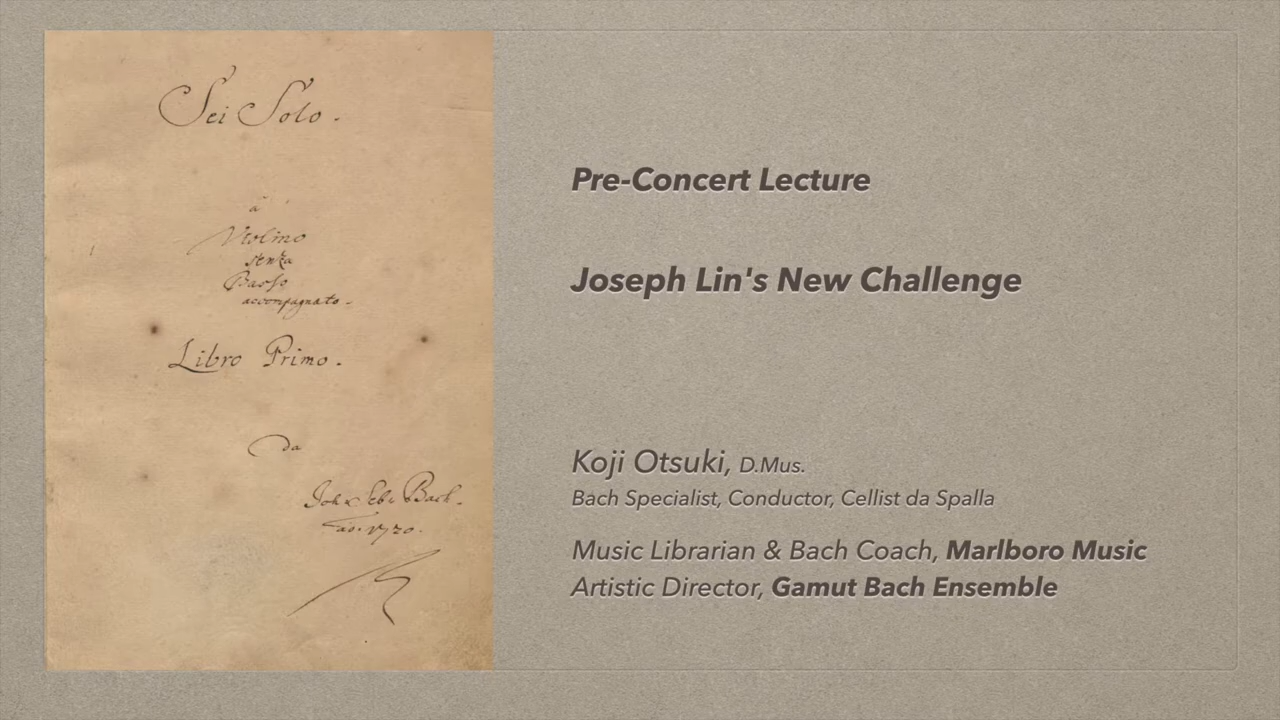 Sei Solo.
à
Violino
senza
Basso
accompagnato.
Libro Primo.
da
Joh. Seb. Bach.
ao. 1720.
Pre-Concert Lecture
Joseph Lin's New Challenge
Koji Otsuki, D.Mus.
Bach Specialist, Conductor, Cellist da Spalla
Music Librarian & Bach Coach, Marlboro Music
Artistic Director, Gamut Bach Ensemble